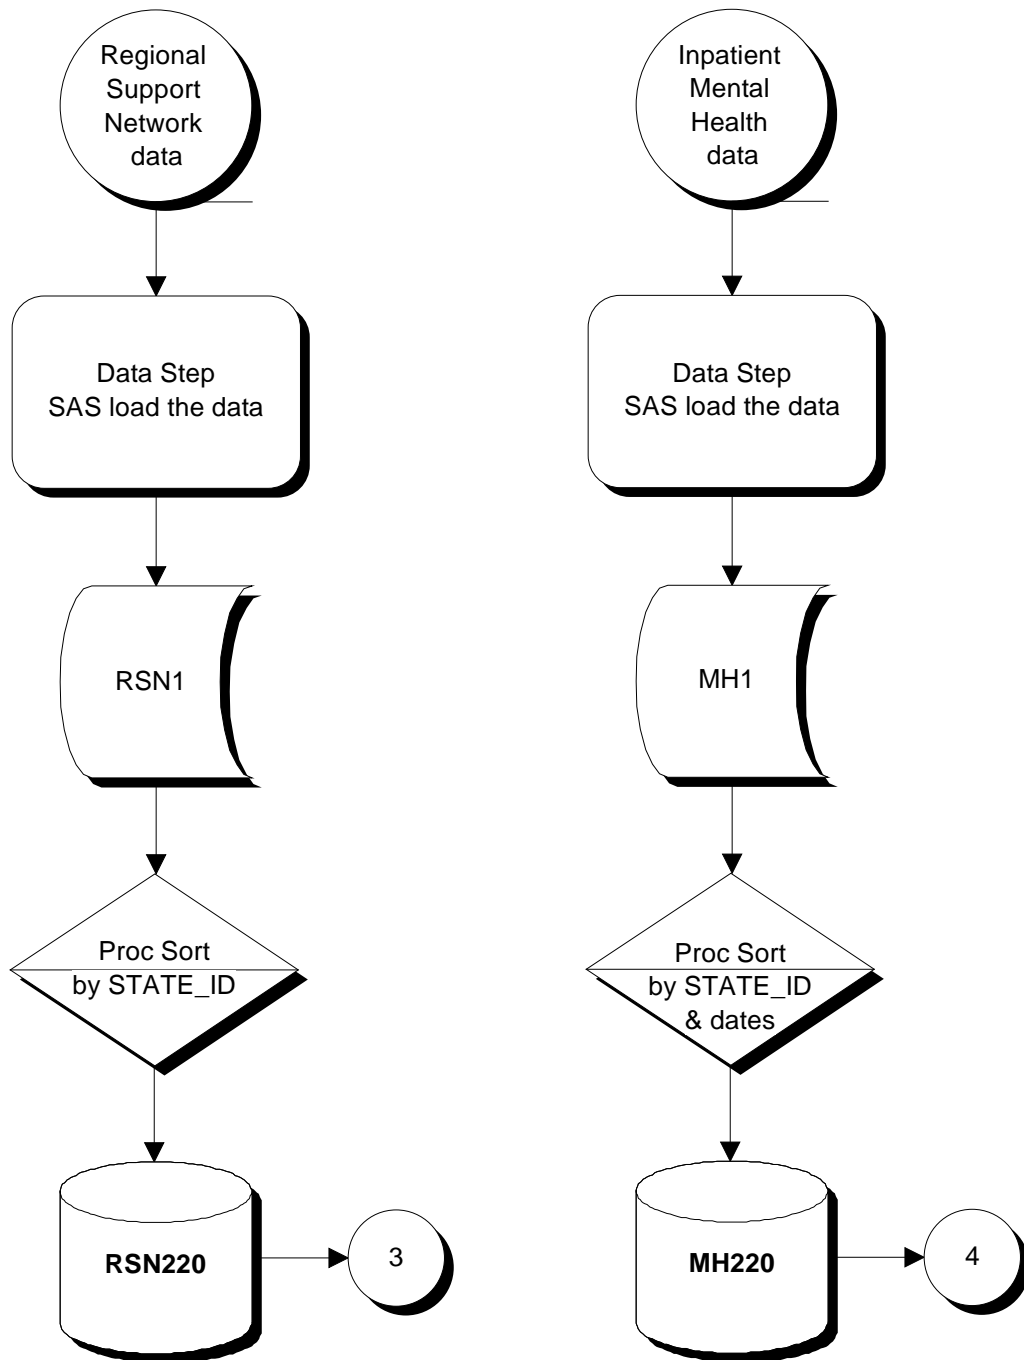 Regional
Support
Network
data
Inpatient
Mental
Health
data
Data Step
SAS load the data
Data Step
SAS load the data
RSN1
MH1
Proc Sort
by STATE_ID
Proc Sort
by STATE_ID
& dates
RSN220
3
MH220
4